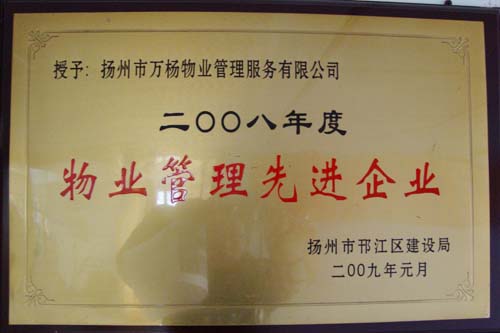 授予：扬州市万杨物业管理服务有限公司
二〇〇八年度
物业管理先进企业
扬州市邗江区建设局
二〇〇九年元月